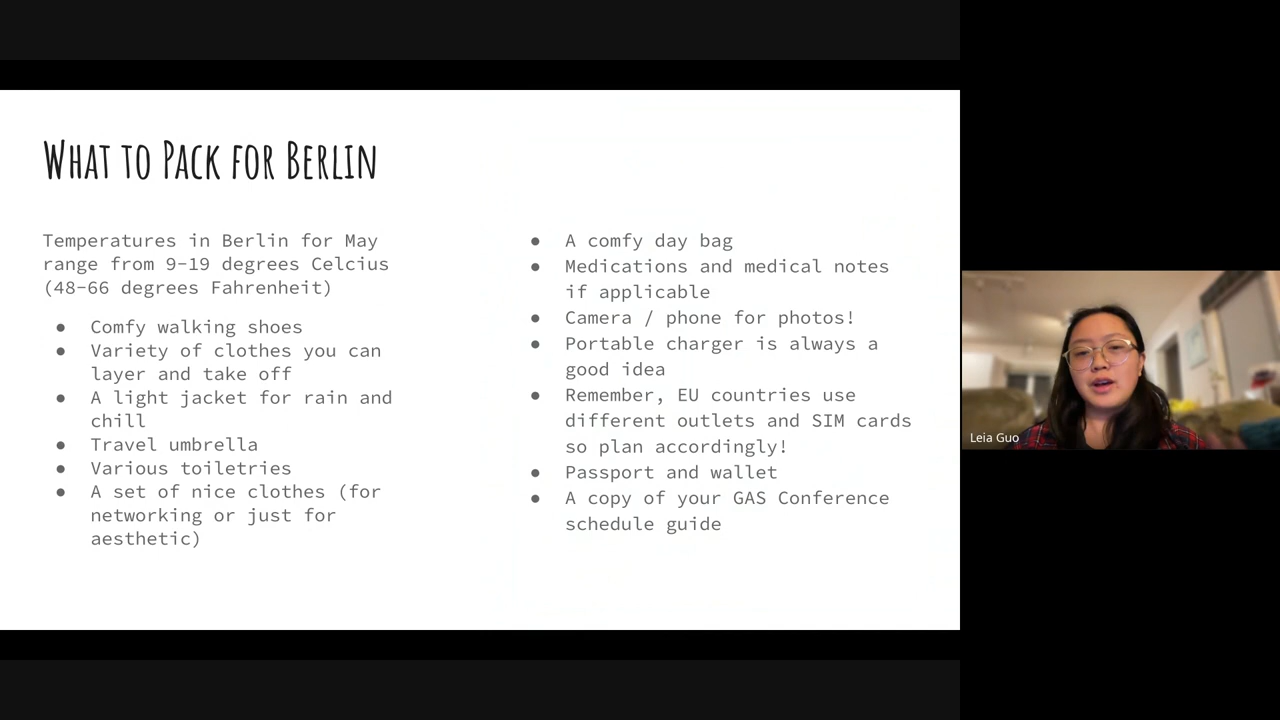 What to Pack for Berlin
Temperatures in Berlin for May
range from 9-19 degrees Celcius
(48-66 degrees Fahrenheit)
● Comfy walking shoes
● Variety of clothes you can
layer and take off
● A light jacket for rain and
chill
● Travel umbrella
● Various toiletries
● A set of nice clothes (for
networking or just for
aesthetic)
● A comfy day bag
● Medications and medical notes
if applicable
● Camera / phone for photos!
● Portable charger is always a
good idea
● Remember, EU countries use
different outlets and SIM cards
so plan accordingly!
● Passport and wallet
● A copy of your GAS Conference
schedule guide
Leia Guo